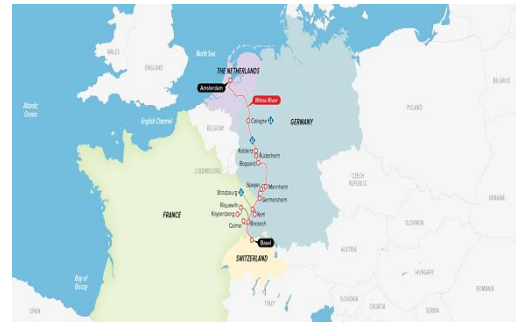 North Sea
WALES
ENGLAND
THE NETHERLANDS
Amsterdam
Rhine River
BELARUS
Atlantic
Ocean
English Channel
BELGIUM
Cologne
GERMANY
POLAND
Koblenz
Rüdesheim
Boppard
LUXEMBOURG
CZECH
REPUBLIC
UKRAINE
Speyer
Mannheim
Germersheim
Strasbourg
Riquewihr
Kaysersberg
Kehl
Breisach
Colmar
FRANCE
SLOVAKIA
Basel
SWITZERLAND
AUSTRIA
HUNGARY
Bay of
Biscay
ROMANIA
ITALY
SLOVENIA
CROATIA
SERBIA
SPAIN